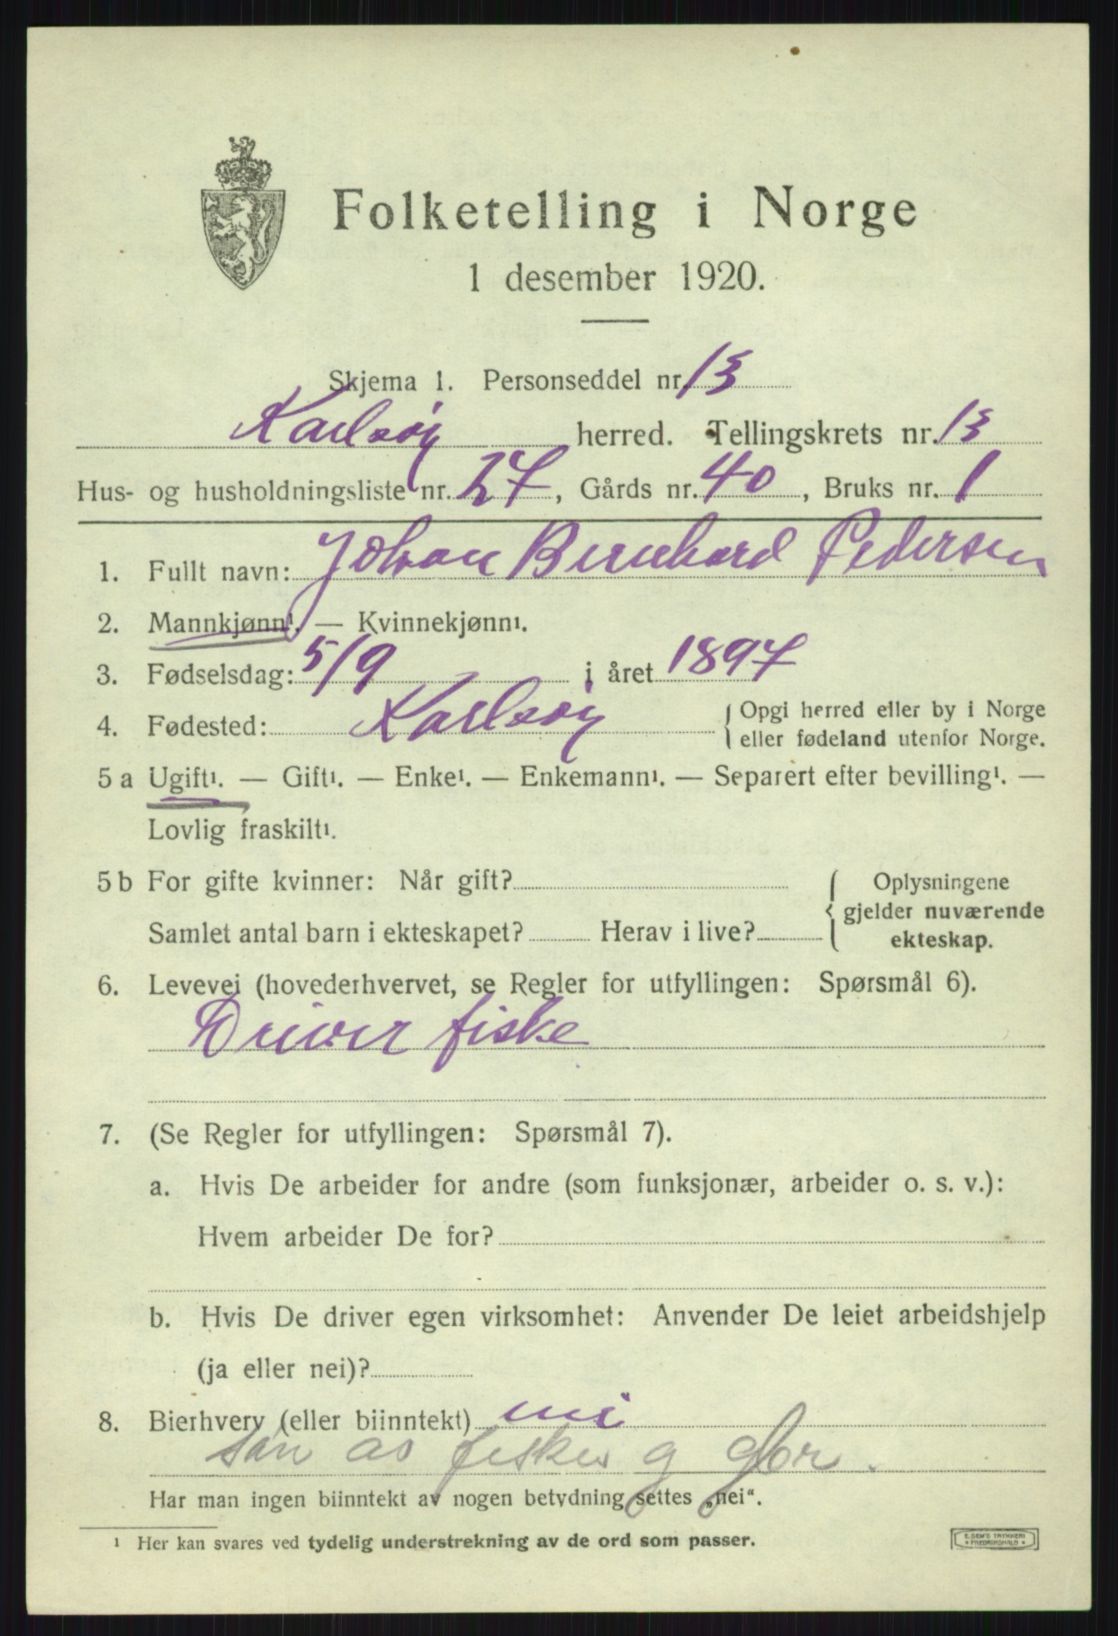 Folketelling i Norge
1 desember 1920.
Skjema 1. Personseddel nr. 13
Karlsøy herred. Tellingskrets nr. 13
Hus- og husholdningsliste nr. 27, Gårds nr. 40, Bruks nr. 1
1. Fullt navn: Johan Bernhard Pedersen
2. Mannkjønn¹. — Kvinnekjønn¹.
3. Fødselsdag: 5/9 i året 1897
4. Fødested: Karlsøy { Opgi herred eller by i Norge
eller fødeland utenfor Norge.
5 a Ugift¹. — Gift¹. — Enke¹. — Enkemann¹. — Separert efter bevilling¹. —
Lovlig fraskilt¹.
5 b For gifte kvinner: Når gift? { Oplysningene
gjelder nuværende
Samlet antal barn i ekteskapet? Herav i live?
ekteskap.
6. Levevei (hovederhvervet, se Regler for utfyllingen: Spørsmål 6).
Driver fiske
7. (Se Regler for utfyllingen: Spørsmål 7).
a. Hvis De arbeider for andre (som funksjonær, arbeider o. s. v.):
Hvem arbeider De for?
b. Hvis De driver egen virksomhet: Anvender De leiet arbeidshjelp
(ja eller nei)?
8. Bierhverv (eller biinntekt) nei
søn av fisker g
Har man ingen biinntekt av nogen betydning settes „nei“.
¹ Her kan svares ved tydelig understrekning av de ord som passer.
E. SEM'S TRYKKERI
FREDRIKSHALD